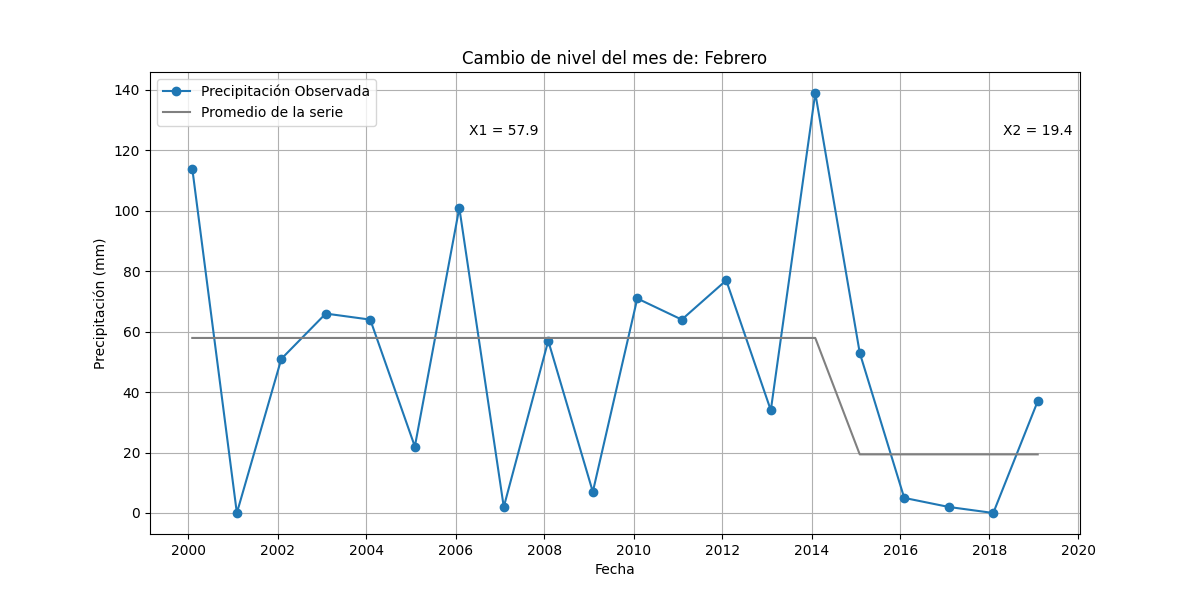 Cambio de nivel del mes de: Febrero
Precipitación Observada
Promedio de la serie
X1 = 57.9
X2 = 19.4
140
120
100
80
60
40
20
0
Precipitación (mm)
2000 2002 2004 2006 2008 2010 2012 2014 2016 2018 2020
Fecha